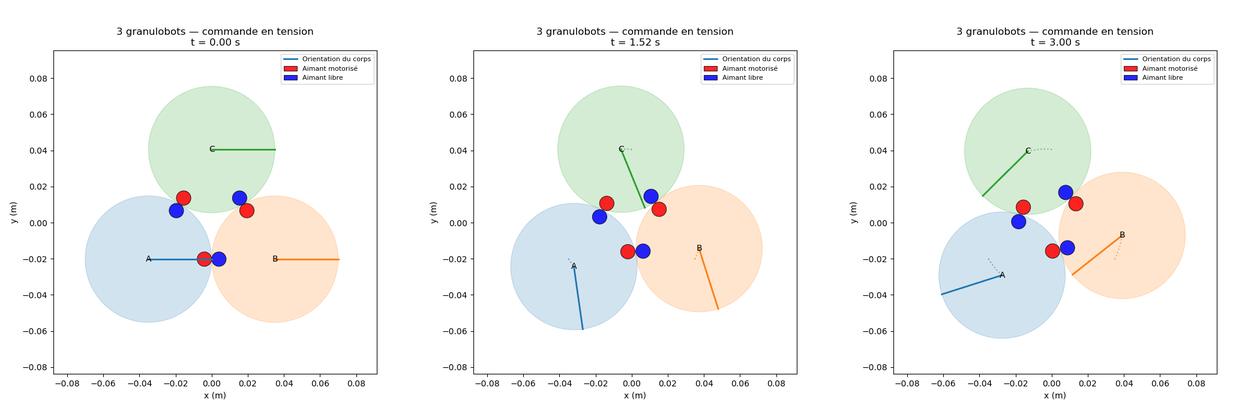 3 granulobots — commande en tension
t = 0.00 s
Orientation du corps
Aimant motorisé
Aimant libre
0.08
0.06
0.04
0.02
0.00
−0.02
−0.04
−0.06
−0.08
y (m)
C
A
B
−0.08 −0.06 −0.04 −0.02 0.00 0.02 0.04 0.06 0.08
x (m)
3 granulobots — commande en tension
t = 1.52 s
Orientation du corps
Aimant motorisé
Aimant libre
0.08
0.06
0.04
0.02
0.00
−0.02
−0.04
−0.06
−0.08
y (m)
C
B
A
−0.08 −0.06 −0.04 −0.02 0.00 0.02 0.04 0.06 0.08
x (m)
3 granulobots — commande en tension
t = 3.00 s
Orientation du corps
Aimant motorisé
Aimant libre
0.08
0.06
0.04
0.02
0.00
−0.02
−0.04
−0.06
−0.08
y (m)
C
B
A
−0.08 −0.06 −0.04 −0.02 0.00 0.02 0.04 0.06 0.08
x (m)